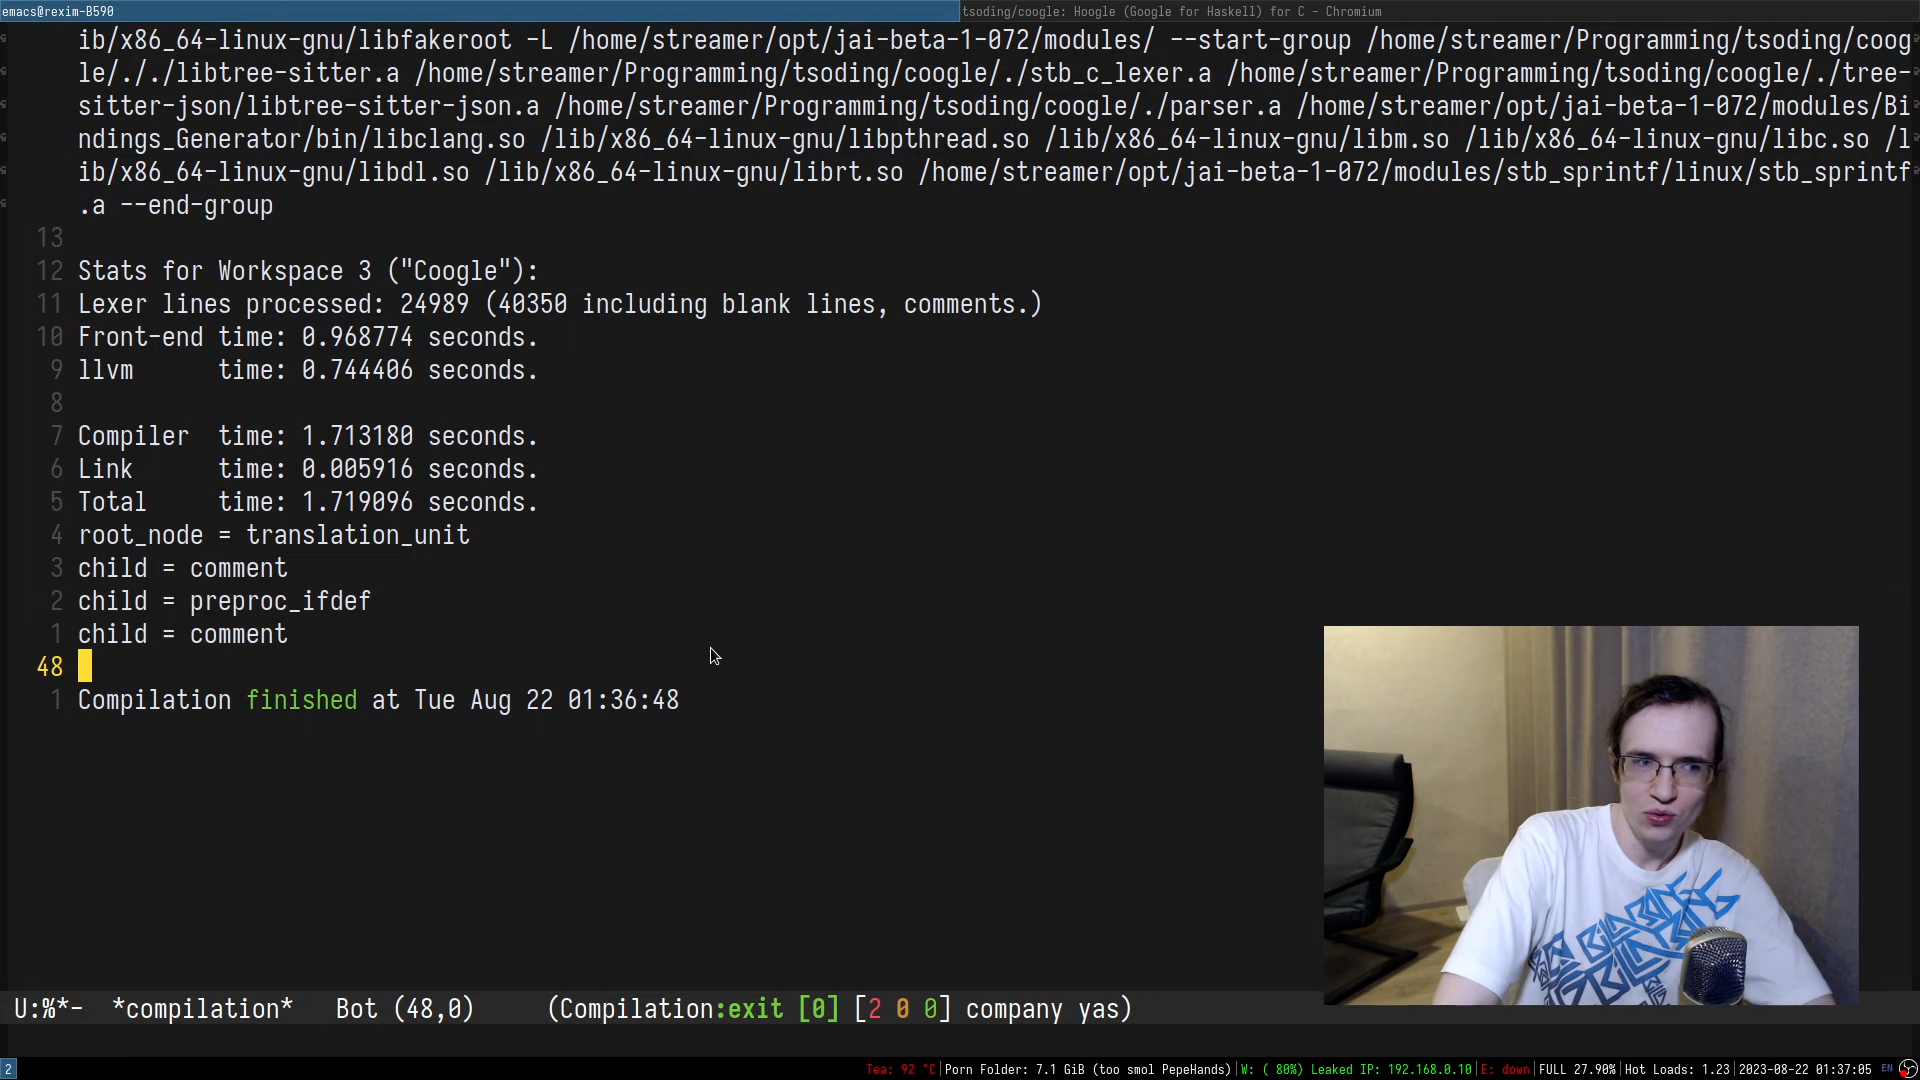 emacs@rexim-B590
tsoding/coogle: Hoogle (Google for Haskell) for C - Chromium
ib/x86_64-linux-gnu/libfakeroot -L /home/streamer/opt/jai-beta-1-072/modules/ --start-group /home/streamer/Programming/tsoding/coog
le/././libtree-sitter.a /home/streamer/Programming/tsoding/coogle/./stb_c_lexer.a /home/streamer/Programming/tsoding/coogle/./tree-
sitter-json/libtree-sitter-json.a /home/streamer/Programming/tsoding/coogle/./parser.a /home/streamer/opt/jai-beta-1-072/modules/Bi
ndings_Generator/bin/libclang.so /lib/x86_64-linux-gnu/libpthread.so /lib/x86_64-linux-gnu/libm.so /lib/x86_64-linux-gnu/libc.so /l
ib/x86_64-linux-gnu/libdl.so /lib/x86_64-linux-gnu/librt.so /home/streamer/opt/jai-beta-1-072/modules/stb_sprintf/linux/stb_sprintf
.a --end-group
13
12 Stats for Workspace 3 ("Coogle"):
11 Lexer lines processed: 24989 (40350 including blank lines, comments.)
10 Front-end time: 0.968774 seconds.
9 llvm time: 0.744406 seconds.
8
7 Compiler time: 1.713180 seconds.
6 Link time: 0.005916 seconds.
5 Total time: 1.719096 seconds.
4 root_node = translation_unit
3 child = comment
2 child = preproc_ifdef
1 child = comment
48
1 Compilation finished at Tue Aug 22 01:36:48
U:%*- *compilation* Bot (48,0) (Compilation:exit [0] [2 0 0] company yas)
2 Tea: 92 °C|Porn Folder: 7.1 GiB (too smol PepeHands)|W: ( 80%) Leaked IP: 192.168.0.10|E: down|FULL 27.90%|Hot Loads: 1.23|2023-08-22 01:37:05 EN